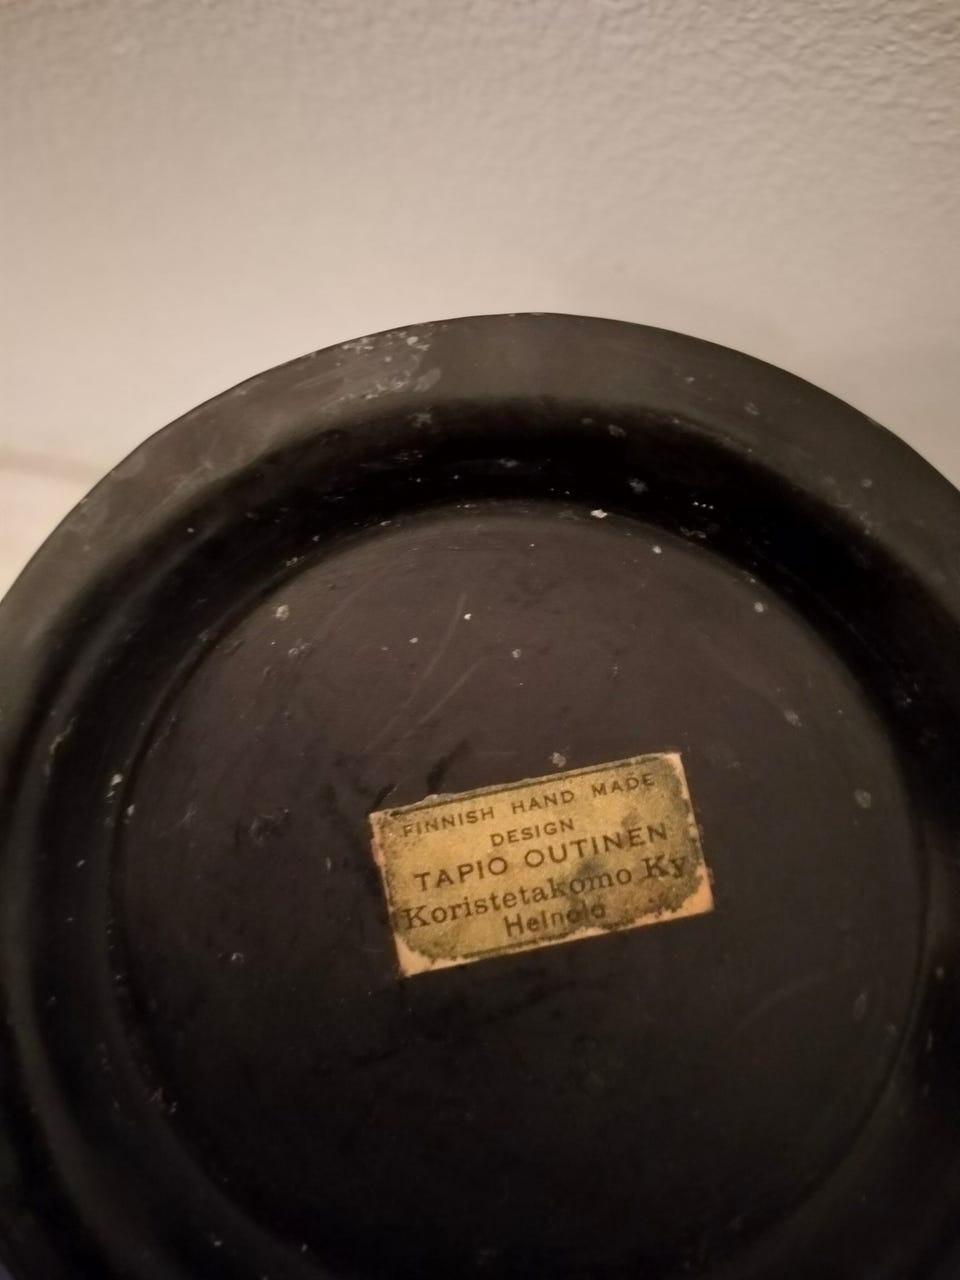 FINNISH HAND MADE
DESIGN
TAPIO OUTINEN
Koristetakomo Ky
Heinola